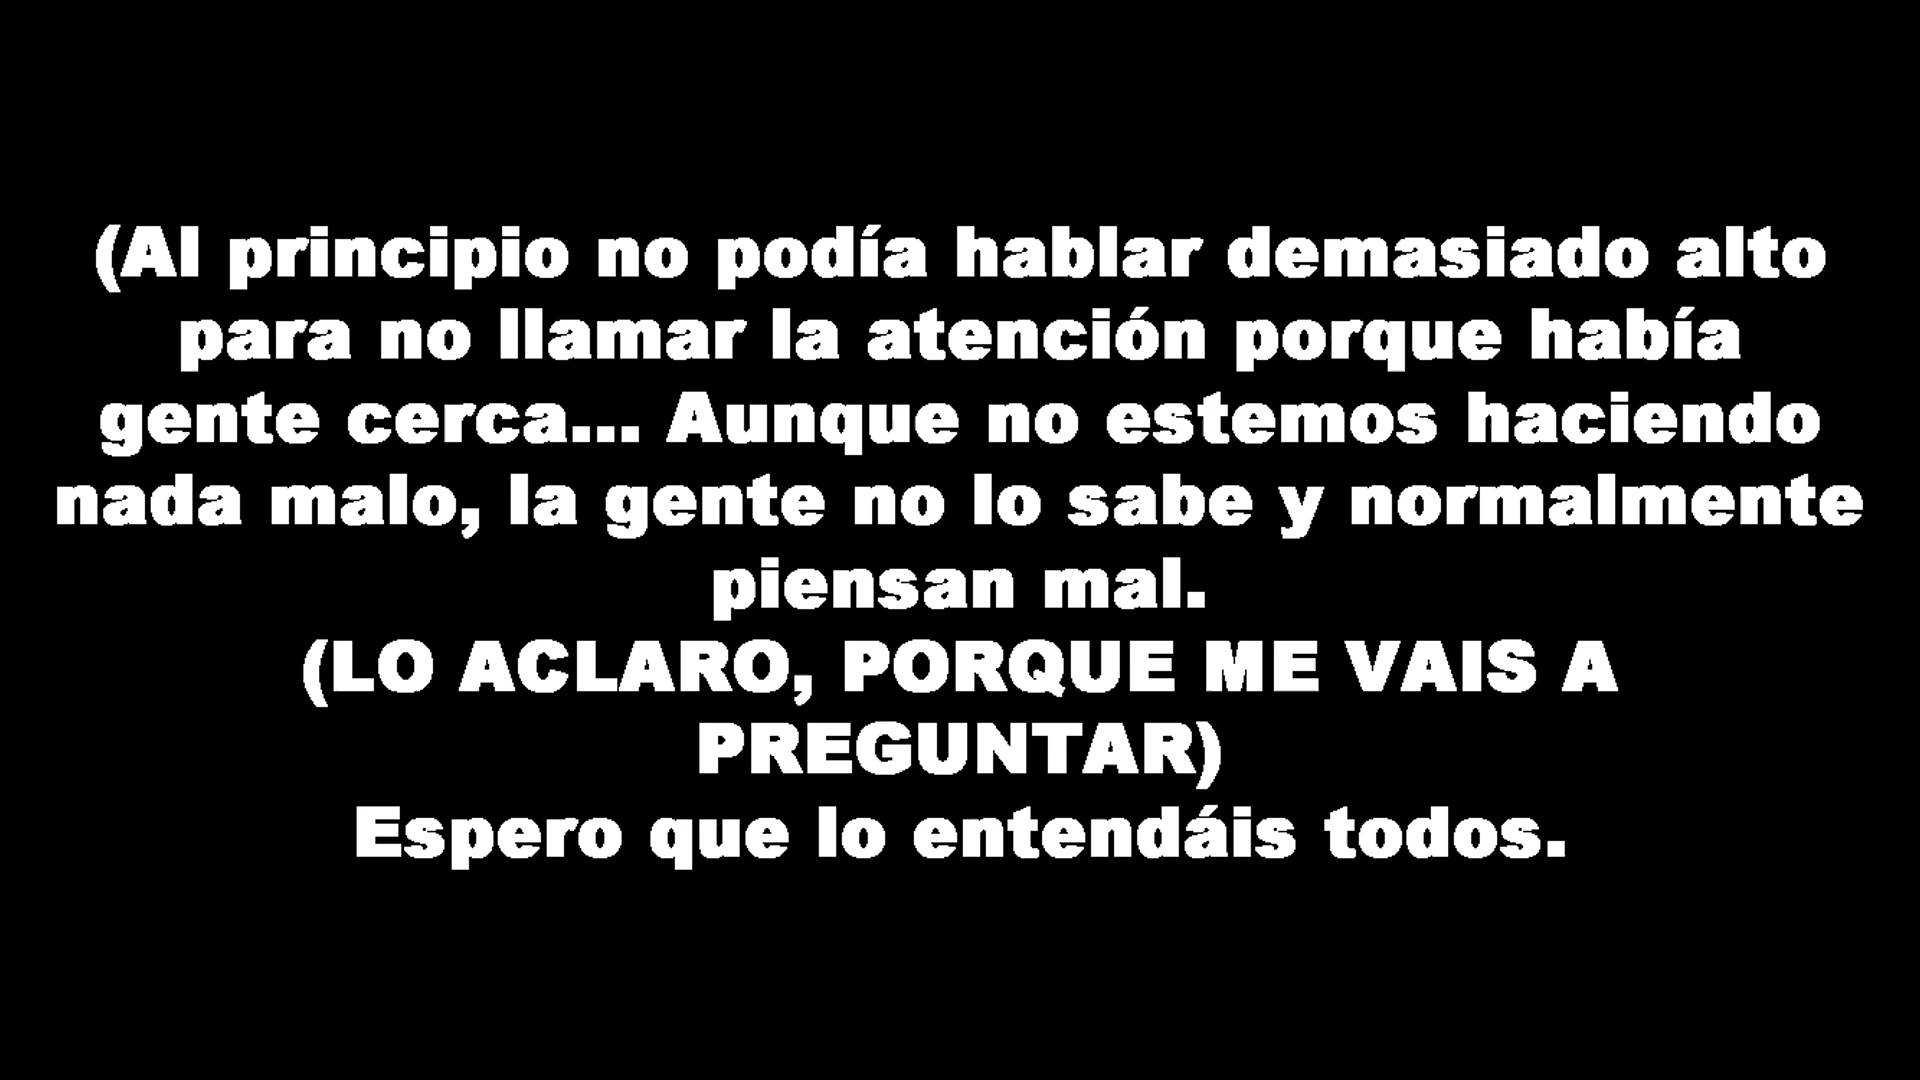 (Al principio no podía hablar demasiado alto
para no llamar la atención porque había
gente cerca... Aunque no estemos haciendo
nada malo, la gente no lo sabe y normalmente
piensan mal.
(LO ACLARO, PORQUE ME VAIS A
PREGUNTAR)
Espero que lo entendáis todos.